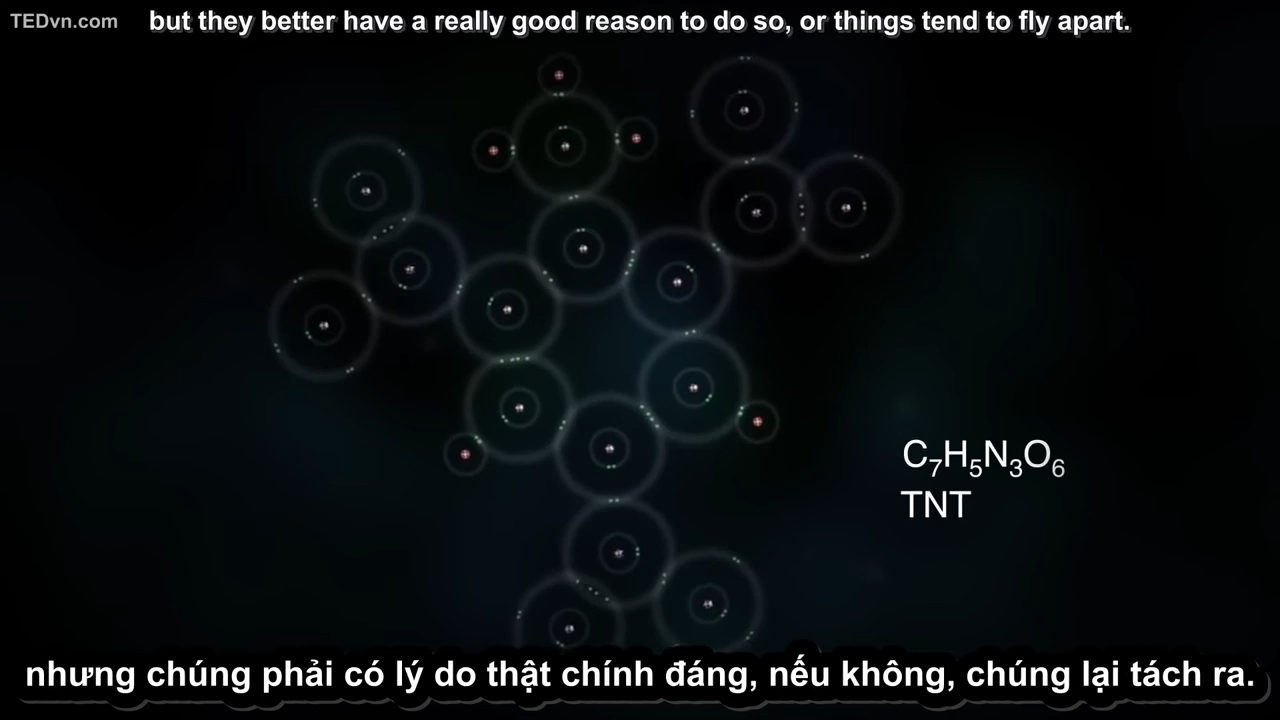 TEDvn.com
but they better have a really good reason to do so, or things tend to fly apart.
C₇H₅N₃O₆
TNT
nhưng chúng phải có lý do thật chính đáng, nếu không, chúng lại tách ra.